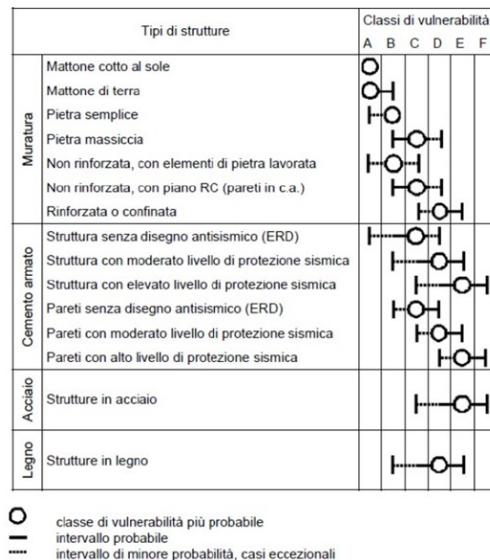 Tipi di strutture
Classi di vulnerabilità
A B C D E F
Muratura
Mattone cotto al sole
Mattone di terra
Pietra semplice
Pietra massiccia
Non rinforzata, con elementi di pietra lavorata
Non rinforzata, con piano RC (pareti in c.a.)
Rinforzata o confinata
Cemento armato
Struttura senza disegno antisismico (ERD)
Struttura con moderato livello di protezione sismica
Struttura con elevato livello di protezione sismica
Pareti senza disegno antisismico (ERD)
Pareti con moderato livello di protezione sismica
Pareti con alto livello di protezione sismica
Acciaio
Strutture in acciaio
Legno
Strutture in legno
classe di vulnerabilità più probabile
intervallo probabile
intervallo di minore probabilità, casi eccezionali